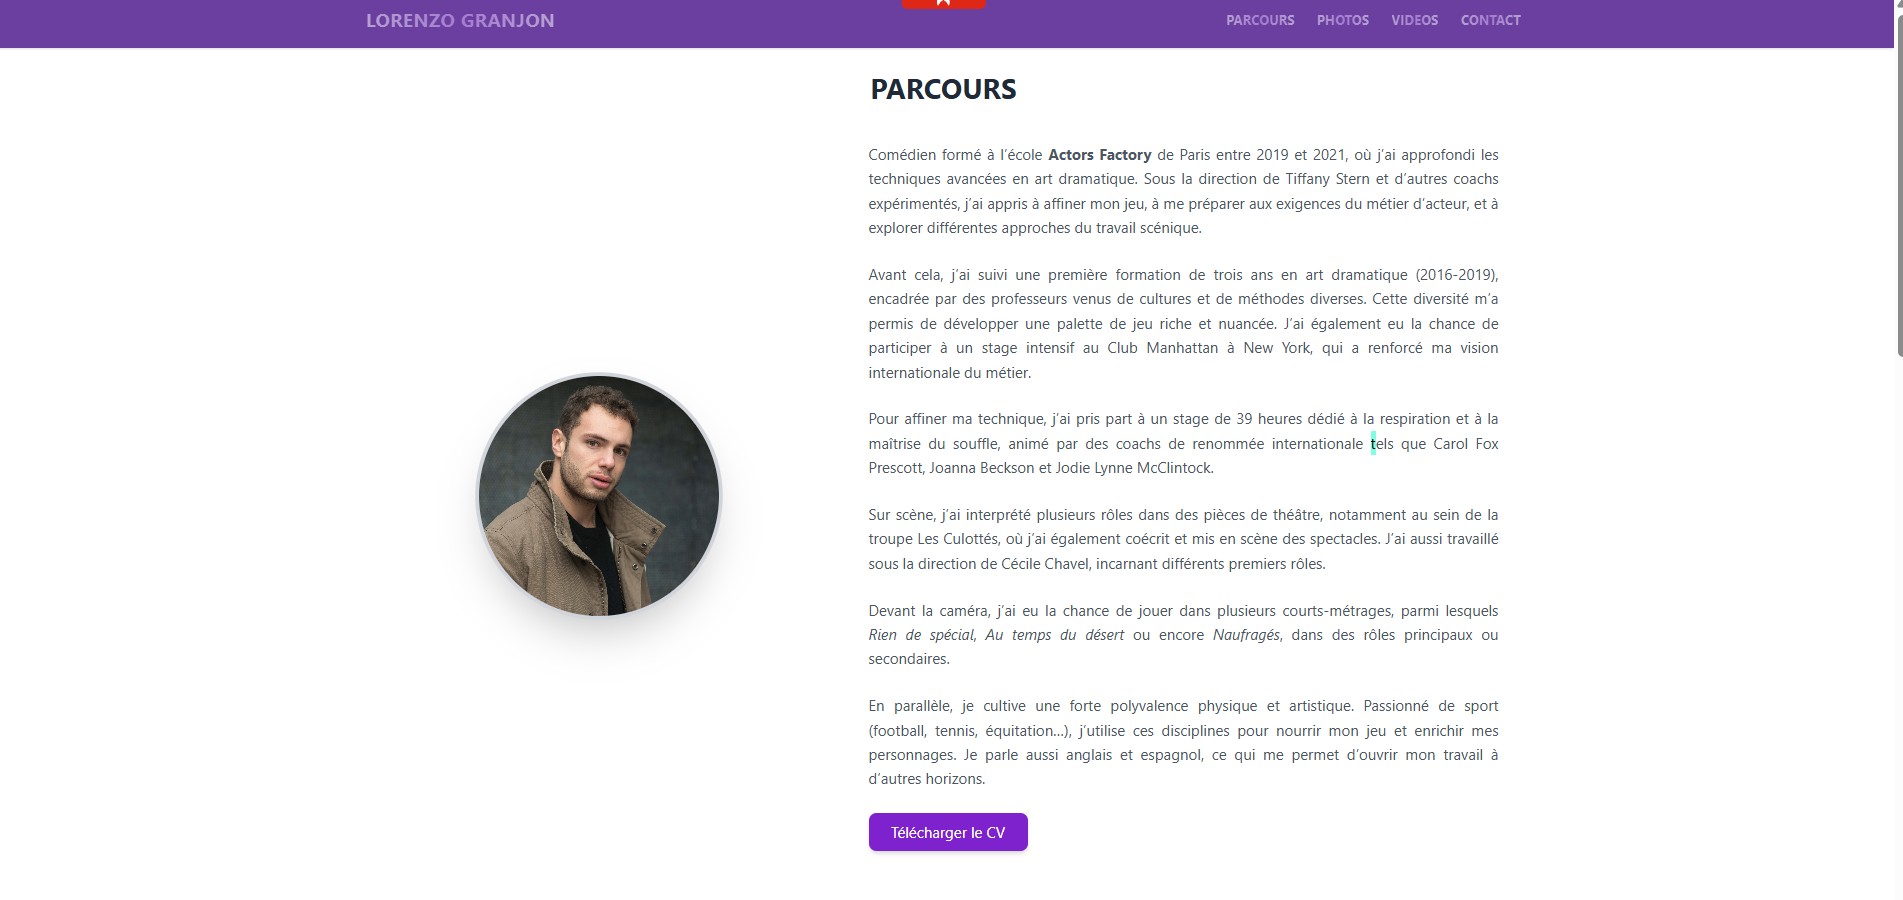 LORENZO GRANJON
PARCOURS PHOTOS VIDEOS CONTACT
PARCOURS
Comédien formé à l’école Actors Factory de Paris entre 2019 et 2021, où j’ai approfondi les
techniques avancées en art dramatique. Sous la direction de Tiffany Stern et d’autres coachs
expérimentés, j’ai appris à affiner mon jeu, à me préparer aux exigences du métier d’acteur, et à
explorer différentes approches du travail scénique.
Avant cela, j’ai suivi une première formation de trois ans en art dramatique (2016-2019),
encadrée par des professeurs venus de cultures et de méthodes diverses. Cette diversité m’a
permis de développer une palette de jeu riche et nuancée. J’ai également eu la chance de
participer à un stage intensif au Club Manhattan à New York, qui a renforcé ma vision
internationale du métier.
Pour affiner ma technique, j’ai pris part à un stage de 39 heures dédié à la respiration et à la
maîtrise du souffle, animé par des coachs de renommée internationale tels que Carol Fox
Prescott, Joanna Beckson et Jodie Lynne McClintock.
Sur scène, j’ai interprété plusieurs rôles dans des pièces de théâtre, notamment au sein de la
troupe Les Culottés, où j’ai également coécrit et mis en scène des spectacles. J’ai aussi travaillé
sous la direction de Cécile Chavel, incarnant différents premiers rôles.
Devant la caméra, j’ai eu la chance de jouer dans plusieurs courts-métrages, parmi lesquels
Rien de spécial, Au temps du désert ou encore Naufragés, dans des rôles principaux ou
secondaires.
En parallèle, je cultive une forte polyvalence physique et artistique. Passionné de sport
(football, tennis, équitation…), j’utilise ces disciplines pour nourrir mon jeu et enrichir mes
personnages. Je parle aussi anglais et espagnol, ce qui me permet d’ouvrir mon travail à
d’autres horizons.
Télécharger le CV